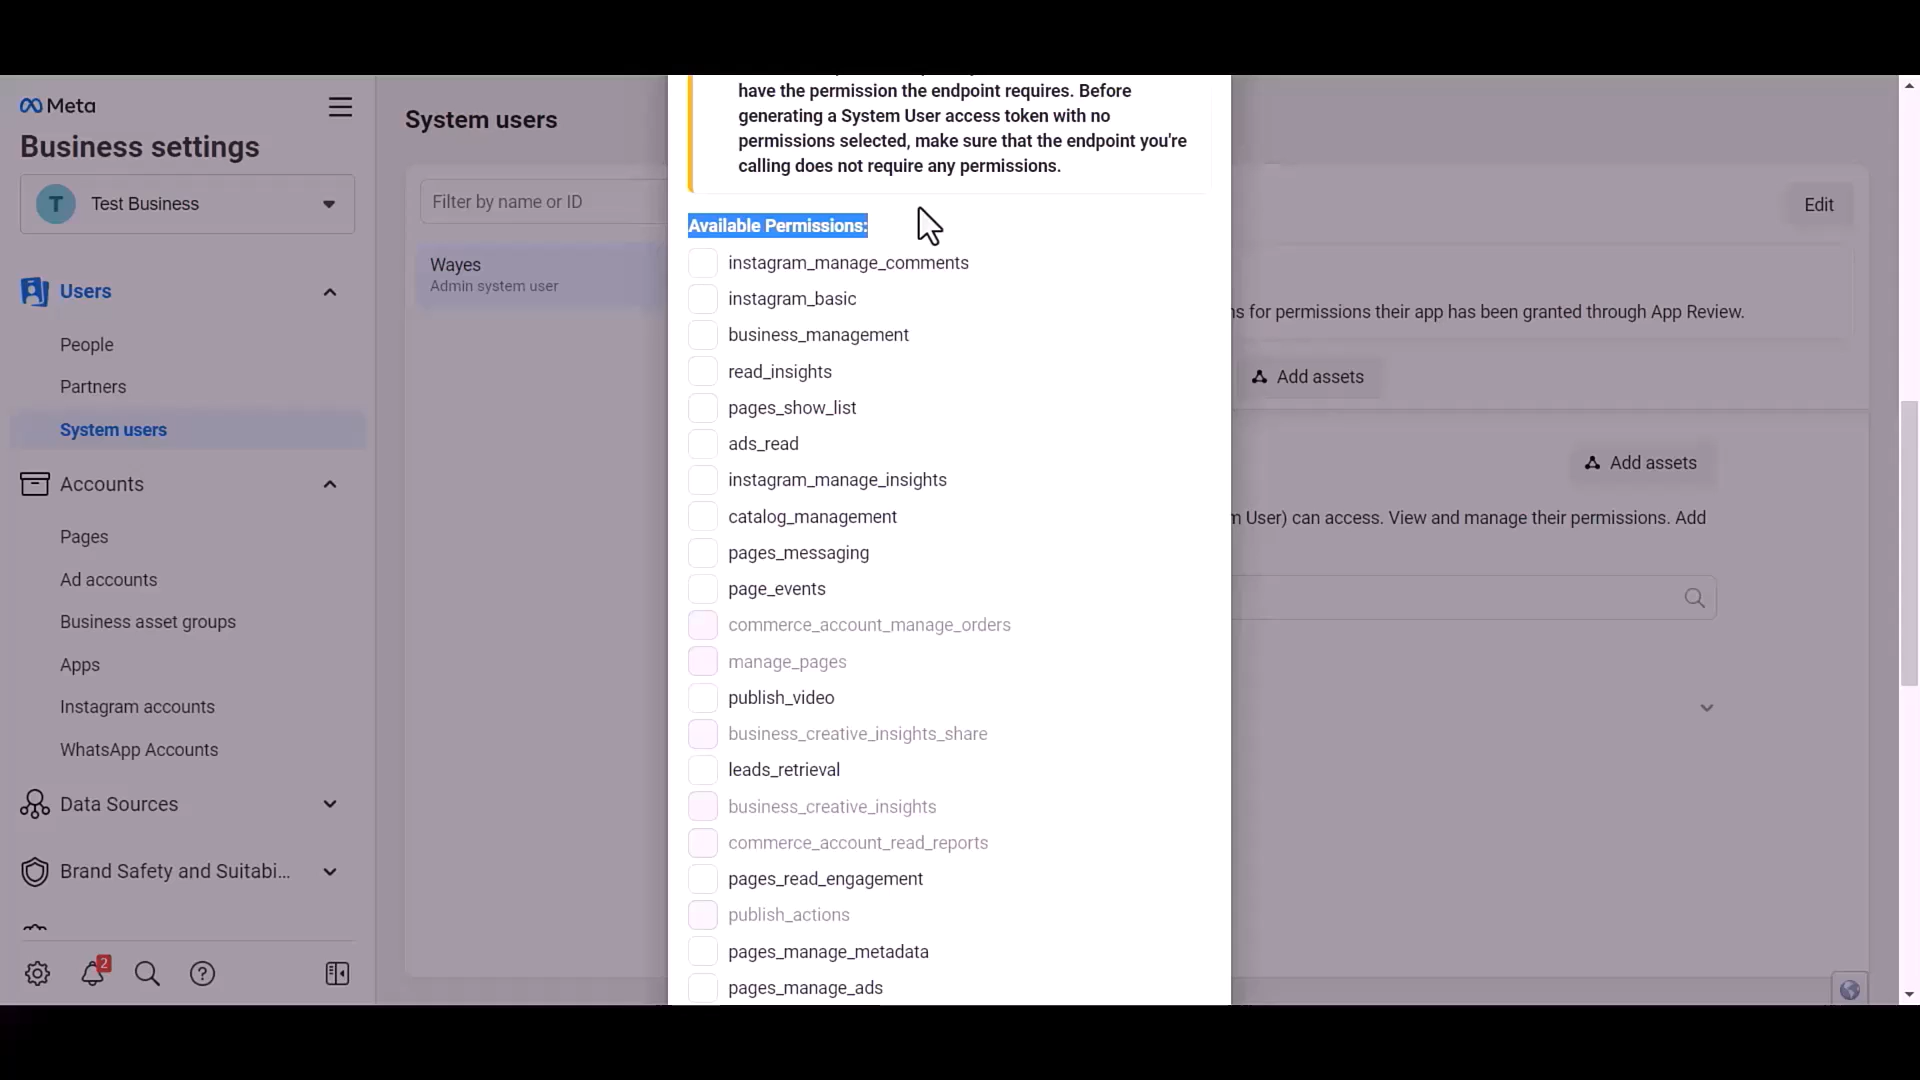 Meta
Business settings
T
Test Business
Users
People
Partners
System users
Accounts
Pages
Ad accounts
Business asset groups
Apps
Instagram accounts
WhatsApp Accounts
Data Sources
Brand Safety and Suitabi...
2
System users
Filter by name or ID
Wayes
Admin system user
have the permission the endpoint requires. Before
generating a System User access token with no
permissions selected, make sure that the endpoint you're
calling does not require any permissions.
Available Permissions:
instagram_manage_comments
instagram_basic
business_management
read_insights
pages_show_list
ads_read
instagram_manage_insights
catalog_management
pages_messaging
page_events
commerce_account_manage_orders
manage_pages
publish_video
business_creative_insights_share
leads_retrieval
business_creative_insights
commerce_account_read_reports
pages_read_engagement
publish_actions
pages_manage_metadata
pages_manage_ads
Edit
for permissions their app has been granted through App Review.
Add assets
Add assets
User) can access. View and manage their permissions. Add